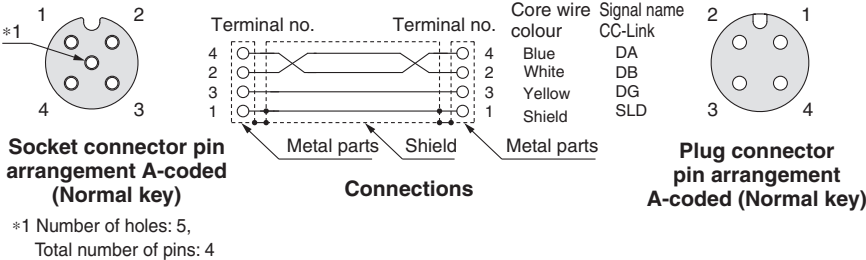 1 2
*1
4 3
Socket connector pin
arrangement A-coded
(Normal key)
*1 Number of holes: 5,
Total number of pins: 4
Terminal no. Terminal no. Core wire colour Signal name CC-Link
4 4 Blue DA
2 2 White DB
3 3 Yellow DG
1 1 Shield SLD
Metal parts Shield Metal parts
Connections
2 1
3 4
Plug connector
pin arrangement
A-coded (Normal key)